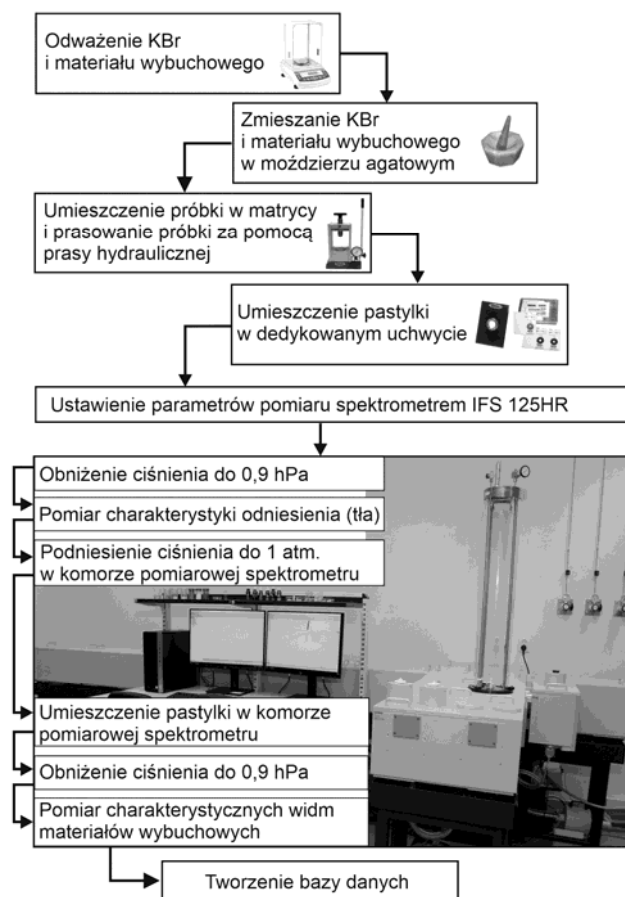 Odważenie KBr
i materiału wybuchowego
Zmieszanie KBr
i materiału wybuchowego
w moździerzu agatowym
Umieszczenie próbki w matrycy
i prasowanie próbki za pomocą
prasy hydraulicznej
Umieszczenie pastylki
w dedykowanym uchwycie
Ustawienie parametrów pomiaru spektrometrem IFS 125HR
Obniżenie ciśnienia do 0,9 hPa
Pomiar charakterystyki odniesienia (tła)
Podniesienie ciśnienia do 1 atm.
w komorze pomiarowej spektrometru
Umieszczenie pastylki w komorze
pomiarowej spektrometru
Obniżenie ciśnienia do 0,9 hPa
Pomiar charakterystycznych widm
materiałów wybuchowych
Tworzenie bazy danych